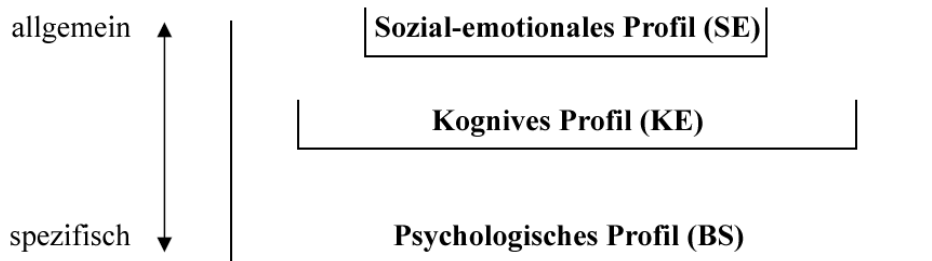 allgemein Sozial-emotionales Profil (SE)
Kognives Profil (KE)
spezifisch Psychologisches Profil (BS)